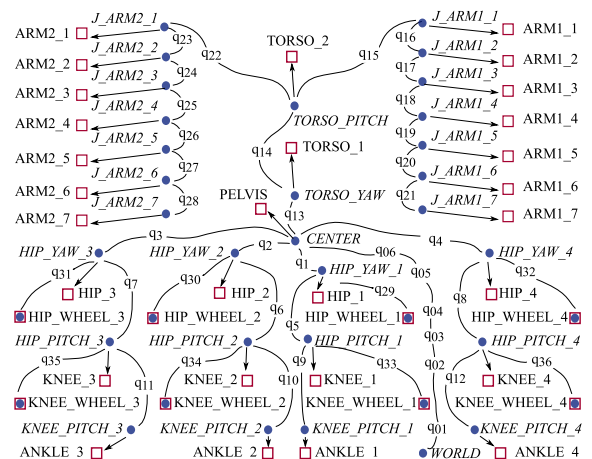 J_ARM2_1 J_ARM1_1
ARM2_1 q23 TORSO_2 q16 ARM1_1
J_ARM2_2 q22 q15 J_ARM1_2
ARM2_2 q24 q17 ARM1_2
J_ARM2_3 J_ARM1_3
ARM2_3 q25 q18 ARM1_3
J_ARM2_4 J_ARM1_4
ARM2_4 q26 TORSO_PITCH q19 ARM1_4
J_ARM2_5 J_ARM1_5
ARM2_5 q27 q14 TORSO_1 q20 ARM1_5
J_ARM2_6 J_ARM1_6
ARM2_6 q28 PELVIS TORSO_YAW q21 ARM1_6
J_ARM2_7 J_ARM1_7
ARM2_7 q13 ARM1_7
q3 q2 CENTER q06 q4
HIP_YAW_3 HIP_YAW_2 q1 HIP_YAW_4
q31 q7 q30 HIP_YAW_1 q05 q32
HIP_3 HIP_2 q6 HIP_1 q29 q8 HIP_4
q04
HIP_WHEEL_3 HIP_WHEEL_2 q5 HIP_WHEEL_1 HIP_WHEEL_4
HIP_PITCH_3 HIP_PITCH_2 HIP_PITCH_1 q03 HIP_PITCH_4
q35 q34 q9 q33 q02 q36
KNEE_3 q11 KNEE_2 q10 KNEE_1 q12 KNEE_4
KNEE_WHEEL_3 KNEE_WHEEL_2 KNEE_WHEEL_1 KNEE_WHEEL_4
KNEE_PITCH_3 KNEE_PITCH_2 KNEE_PITCH_1 q01 KNEE_PITCH_4
ANKLE_3 ANKLE_2 ANKLE_1 WORLD ANKLE_4